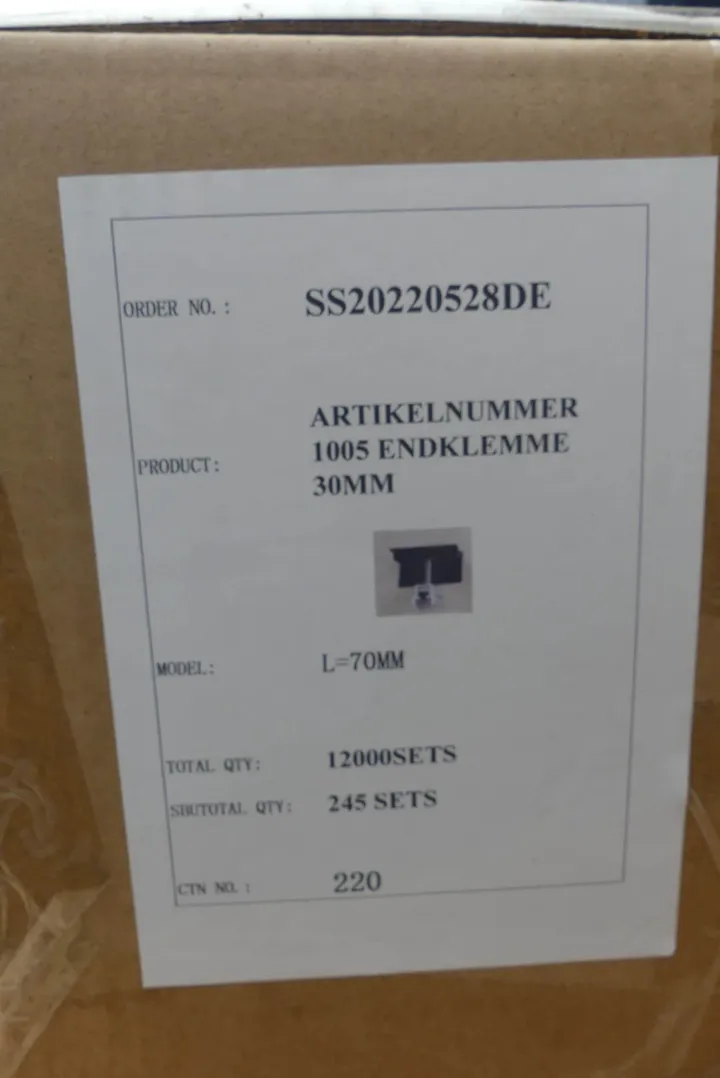 ORDER NO.: SS20220528DE
PRODUCT: ARTIKELNUMMER
1005 ENDKLEMME
30MM
MODEL: L=70MM
TOTAL QTY: 12000SETS
SBUTOTAL QTY: 245 SETS
CTN NO.: 220